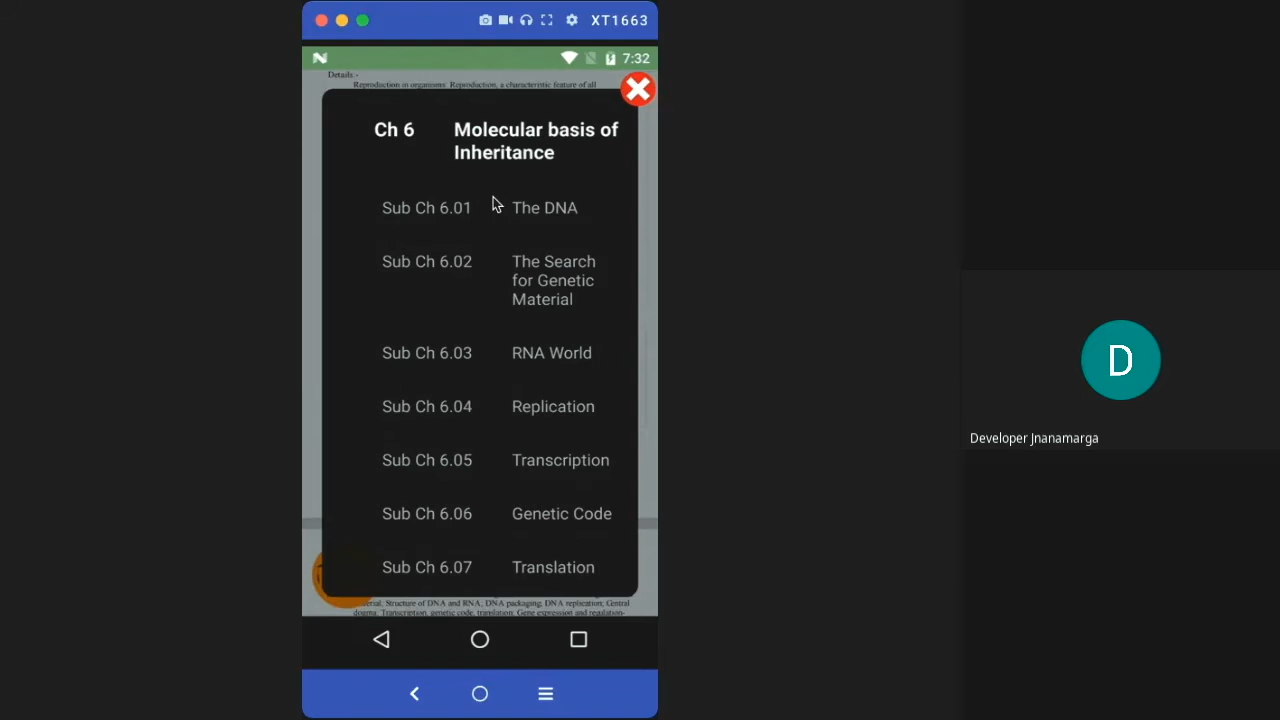 XT1663
7:32
Details:-
Reproduction in organisms: Reproduction, a characteristic feature of all
Ch 6 Molecular basis of
Inheritance
Sub Ch 6.01 The DNA
Sub Ch 6.02 The Search
for Genetic
Material
Sub Ch 6.03 RNA World
Sub Ch 6.04 Replication
Sub Ch 6.05 Transcription
Sub Ch 6.06 Genetic Code
Sub Ch 6.07 Translation
Structure of DNA and RNA; DNA packaging; DNA replication; Central
dogma; Transcription, genetic code, translation; Gene expression and regulation-
D
Developer Jnanamarga